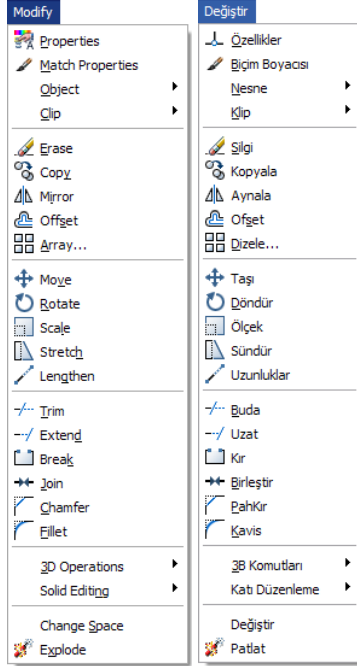 Modify
Properties
Match Properties
Object
Clip
Erase
Copy
Mirror
Offset
Array...
Move
Rotate
Scale
Stretch
Lengthen
Trim
Extend
Break
Join
Chamfer
Fillet
3D Operations
Solid Editing
Change Space
Explode
Değiştir
Özellikler
Biçim Boyacısı
Nesne
Klip
Silgi
Kopyala
Aynala
Ofset
Dizele...
Taşı
Döndür
Ölçek
Sündür
Uzunluklar
Buda
Uzat
Kır
Birleştir
PahKır
Kavis
3B Komutları
Katı Düzenleme
Değiştir
Patlat